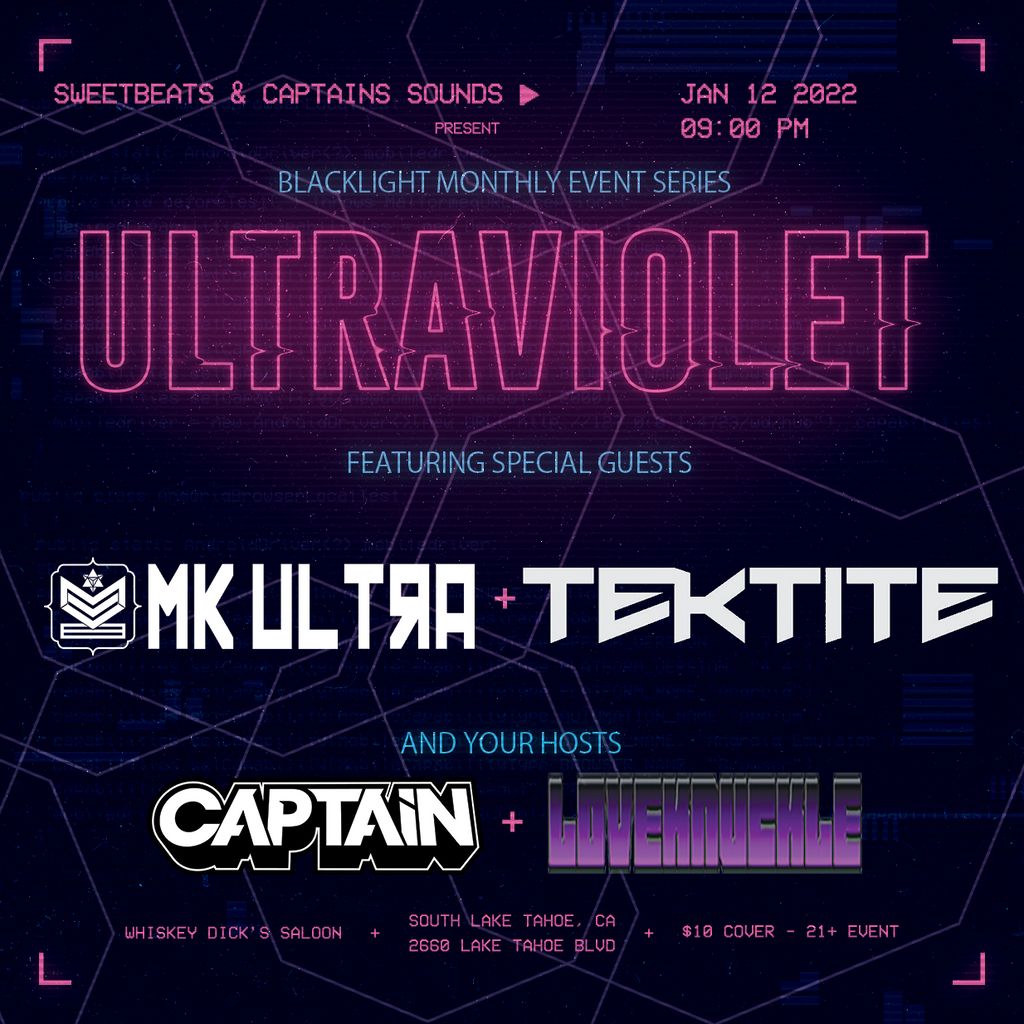 SWEETBEATS & CAPTAINS SOUNDS
PRESENT
JAN 12 2022
09:00 PM
BLACKLIGHT MONTHLY EVENT SERIES
ULTRAVIOLET
FEATURING SPECIAL GUESTS
MK ULTRA + TEKTITE
AND YOUR HOSTS
CAPTAiN + LOVEKNUCKLE
WHISKEY DICK'S SALOON + SOUTH LAKE TAHOE, CA
2660 LAKE TAHOE BLVD + $10 COVER - 21+ EVENT